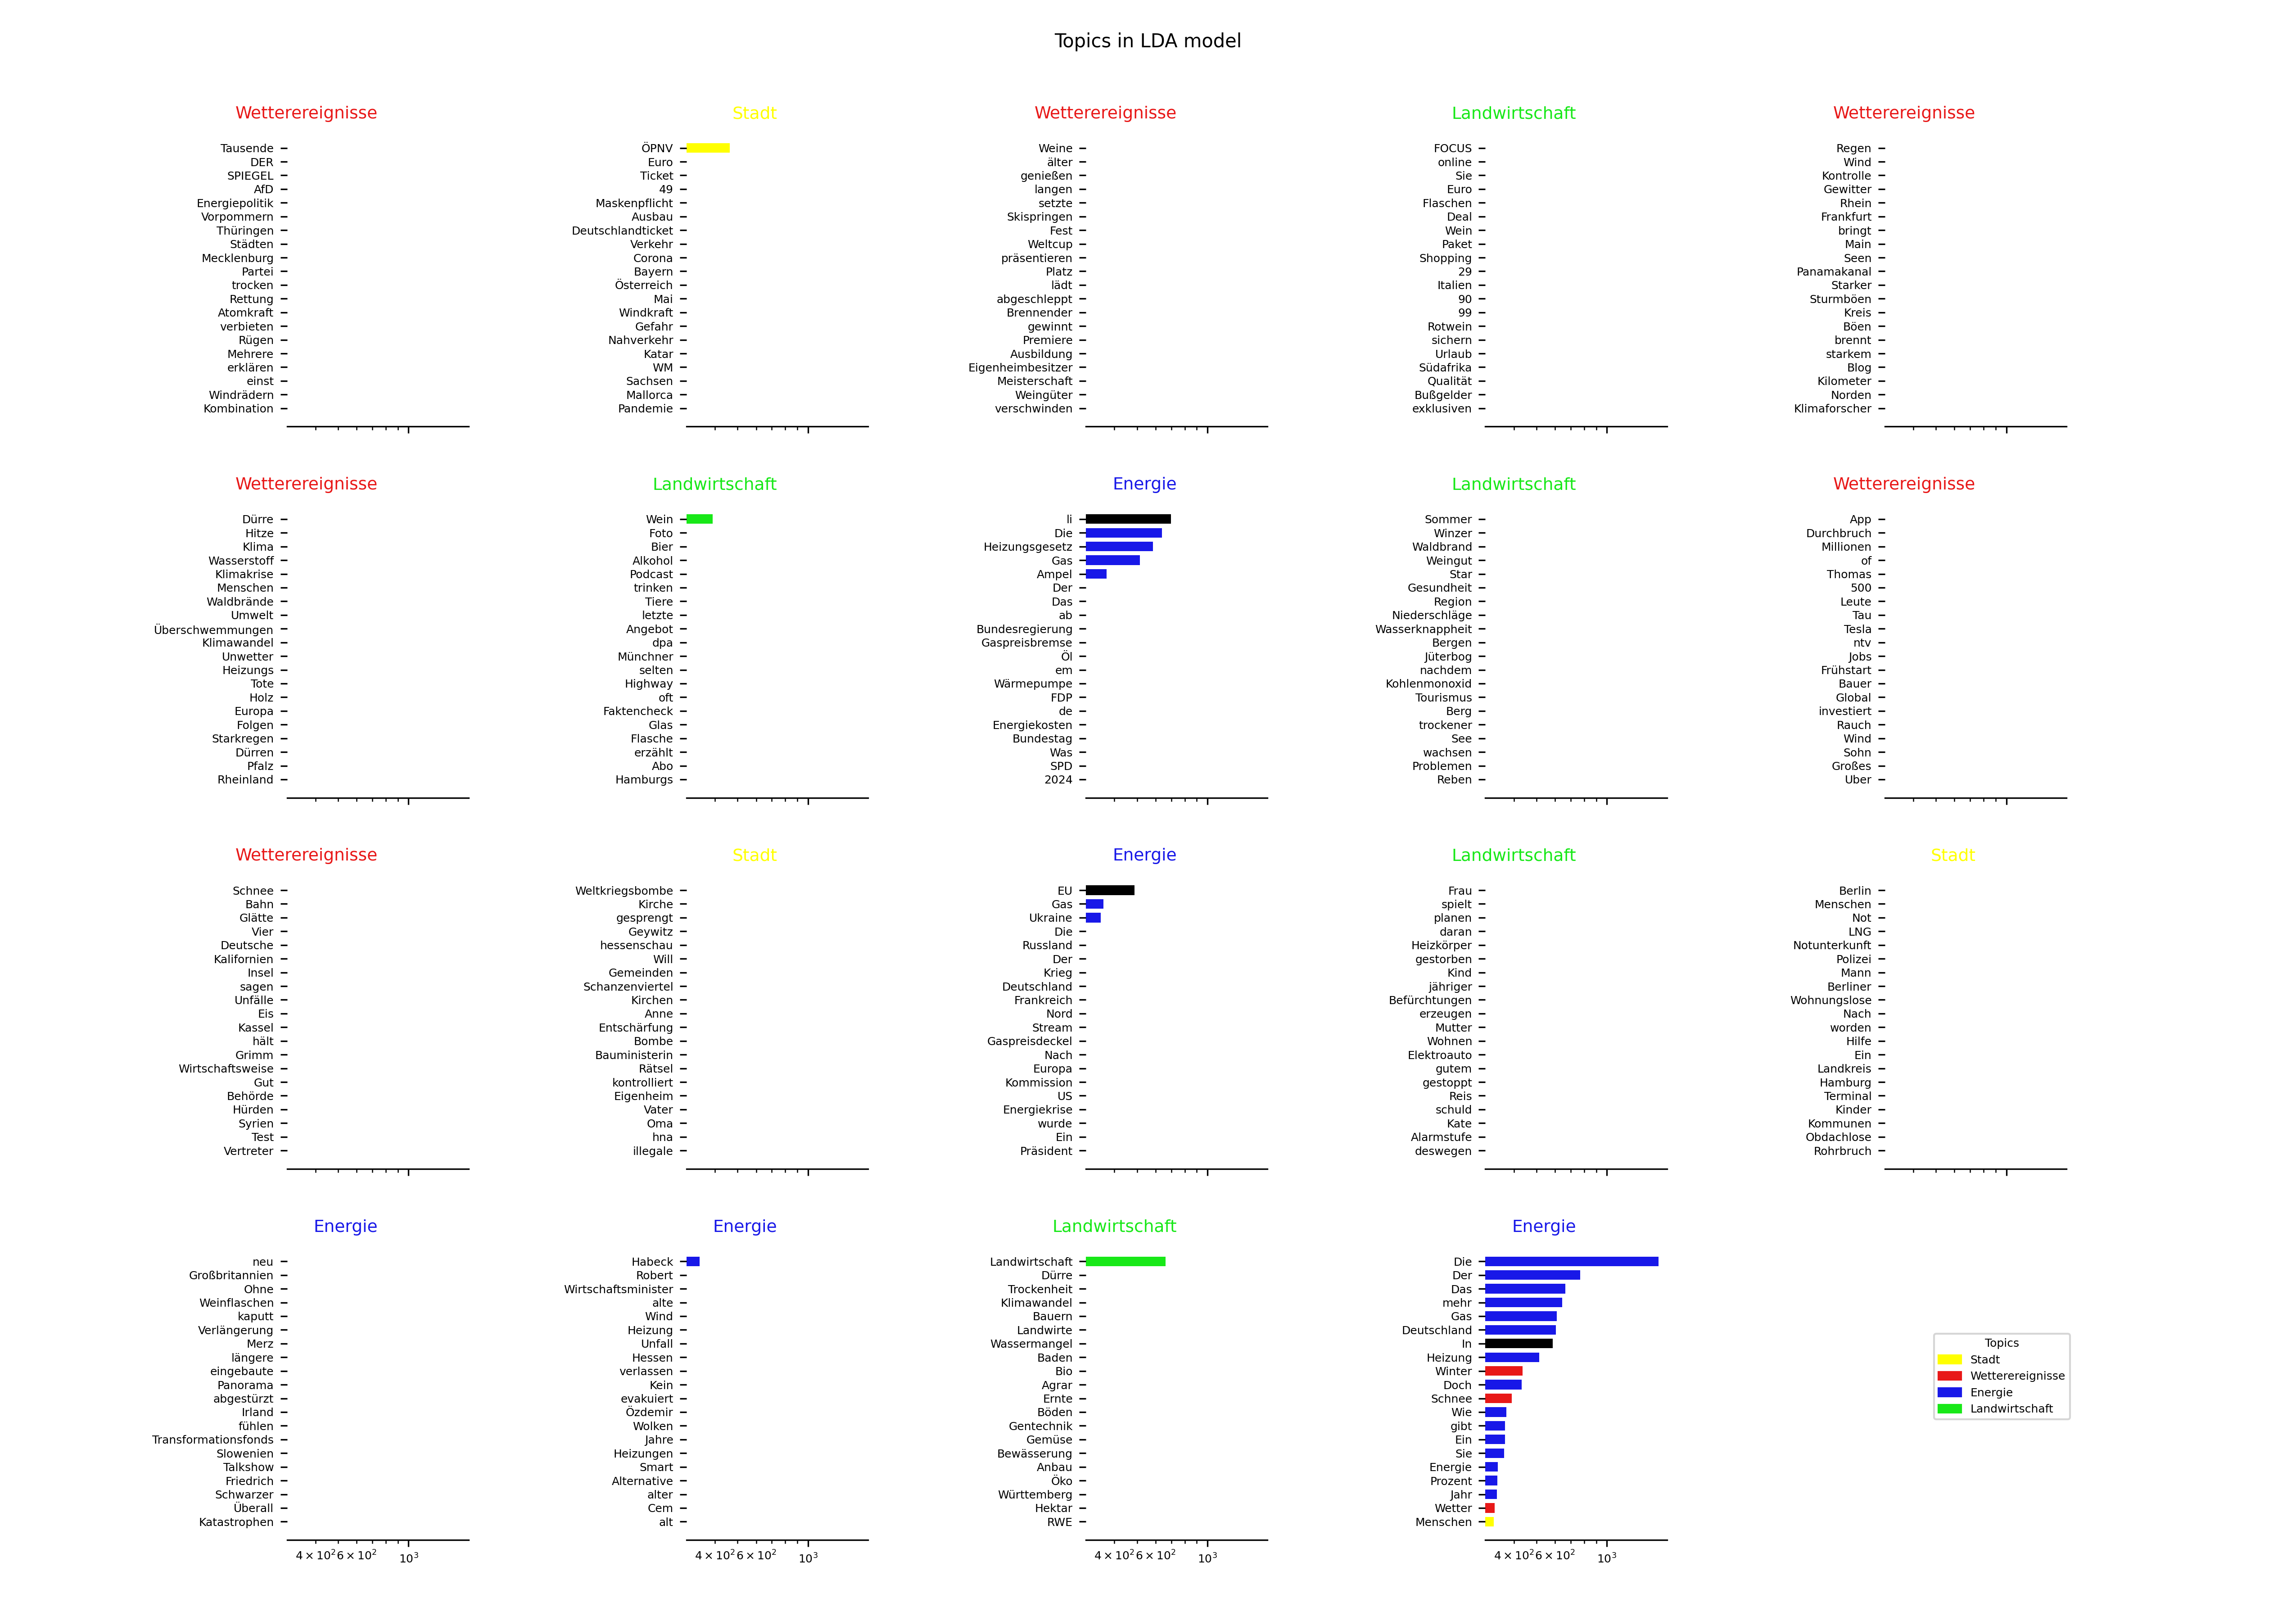 Topics in LDA model
Wetterereignisse
Tausende
DER
SPIEGEL
AfD
Energiepolitik
Vorpommern
Thüringen
Städten
Mecklenburg
Partei
trocken
Rettung
Atomkraft
verbieten
Rügen
Mehrere
erklären
einst
Windrädern
Kombination
Stadt
ÖPNV
Euro
Ticket
49
Maskenpflicht
Ausbau
Deutschlandticket
Verkehr
Corona
Bayern
Österreich
Mai
Windkraft
Gefahr
Nahverkehr
Katar
WM
Sachsen
Mallorca
Pandemie
Wetterereignisse
Weine
älter
genießen
langen
setzte
Skispringen
Fest
Weltcup
präsentieren
Platz
lädt
abgeschleppt
Brennender
gewinnt
Premiere
Ausbildung
Eigenheimbesitzer
Meisterschaft
Weingüter
verschwinden
Landwirtschaft
FOCUS
online
Sie
Euro
Flaschen
Deal
Wein
Paket
Shopping
29
Italien
90
99
Rotwein
sichern
Urlaub
Südafrika
Qualität
Bußgelder
exklusiven
Wetterereignisse
Regen
Wind
Kontrolle
Gewitter
Rhein
Frankfurt
bringt
Main
Seen
Panamakanal
Starker
Sturmböen
Kreis
Böen
brennt
starkem
Blog
Kilometer
Norden
Klimaforscher
Wetterereignisse
Dürre
Hitze
Klima
Wasserstoff
Klimakrise
Menschen
Waldbrände
Umwelt
Überschwemmungen
Klimawandel
Unwetter
Heizungs
Tote
Holz
Europa
Folgen
Starkregen
Dürren
Pfalz
Rheinland
Landwirtschaft
Wein
Foto
Bier
Alkohol
Podcast
trinken
Tiere
letzte
Angebot
dpa
Münchner
selten
Highway
oft
Faktencheck
Glas
Flasche
erzählt
Abo
Hamburgs
Energie
li
Die
Heizungsgesetz
Gas
Ampel
Der
Das
ab
Bundesregierung
Gaspreisbremse
Öl
em
Wärmepumpe
FDP
de
Energiekosten
Bundestag
Was
SPD
2024
Landwirtschaft
Sommer
Winzer
Waldbrand
Weingut
Star
Gesundheit
Region
Niederschläge
Wasserknappheit
Bergen
Jüterbog
nachdem
Kohlenmonoxid
Tourismus
Berg
trockener
See
wachsen
Problemen
Reben
Wetterereignisse
App
Durchbruch
Millionen
of
Thomas
500
Leute
Tau
Tesla
ntv
Jobs
Frühstart
Bauer
Global
investiert
Rauch
Wind
Sohn
Großes
Uber
Wetterereignisse
Schnee
Bahn
Glätte
Vier
Deutsche
Kalifornien
Insel
sagen
Unfälle
Eis
Kassel
hält
Grimm
Wirtschaftsweise
Gut
Behörde
Hürden
Syrien
Test
Vertreter
Stadt
Weltkriegsbombe
Kirche
gesprengt
Geywitz
hessenschau
Will
Gemeinden
Schanzenviertel
Kirchen
Anne
Entschärfung
Bombe
Bauministerin
Rätsel
kontrolliert
Eigenheim
Vater
Oma
hna
illegale
Energie
EU
Gas
Ukraine
Die
Russland
Der
Krieg
Deutschland
Frankreich
Nord
Stream
Gaspreisdeckel
Nach
Europa
Kommission
US
Energiekrise
wurde
Ein
Präsident
Landwirtschaft
Frau
spielt
planen
daran
Heizkörper
gestorben
Kind
jähriger
Befürchtungen
erzeugen
Mutter
Wohnen
Elektroauto
gutem
gestoppt
Reis
schuld
Kate
Alarmstufe
deswegen
Stadt
Berlin
Menschen
Not
LNG
Notunterkunft
Polizei
Mann
Berliner
Wohnungslose
Nach
worden
Hilfe
Ein
Landkreis
Hamburg
Terminal
Kinder
Kommunen
Obdachlose
Rohrbruch
Energie
neu
Großbritannien
Ohne
Weinflaschen
kaputt
Verlängerung
Merz
längere
eingebaute
Panorama
abgestürzt
Irland
fühlen
Transformationsfonds
Slowenien
Talkshow
Friedrich
Schwarzer
Überall
Katastrophen
4 × 10² 6 × 10² 10³
Energie
Habeck
Robert
Wirtschaftsminister
alte
Wind
Heizung
Unfall
Hessen
verlassen
Kein
evakuiert
Özdemir
Wolken
Jahre
Heizungen
Smart
Alternative
alter
Cem
alt
4 × 10² 6 × 10² 10³
Landwirtschaft
Landwirtschaft
Dürre
Trockenheit
Klimawandel
Bauern
Landwirte
Wassermangel
Baden
Bio
Agrar
Ernte
Böden
Gentechnik
Gemüse
Bewässerung
Anbau
Öko
Württemberg
Hektar
RWE
4 × 10² 6 × 10² 10³
Energie
Die
Der
Das
mehr
Gas
Deutschland
In
Heizung
Winter
Doch
Schnee
Wie
gibt
Ein
Sie
Energie
Prozent
Jahr
Wetter
Menschen
4 × 10² 6 × 10² 10³
Topics
Stadt
Wetterereignisse
Energie
Landwirtschaft